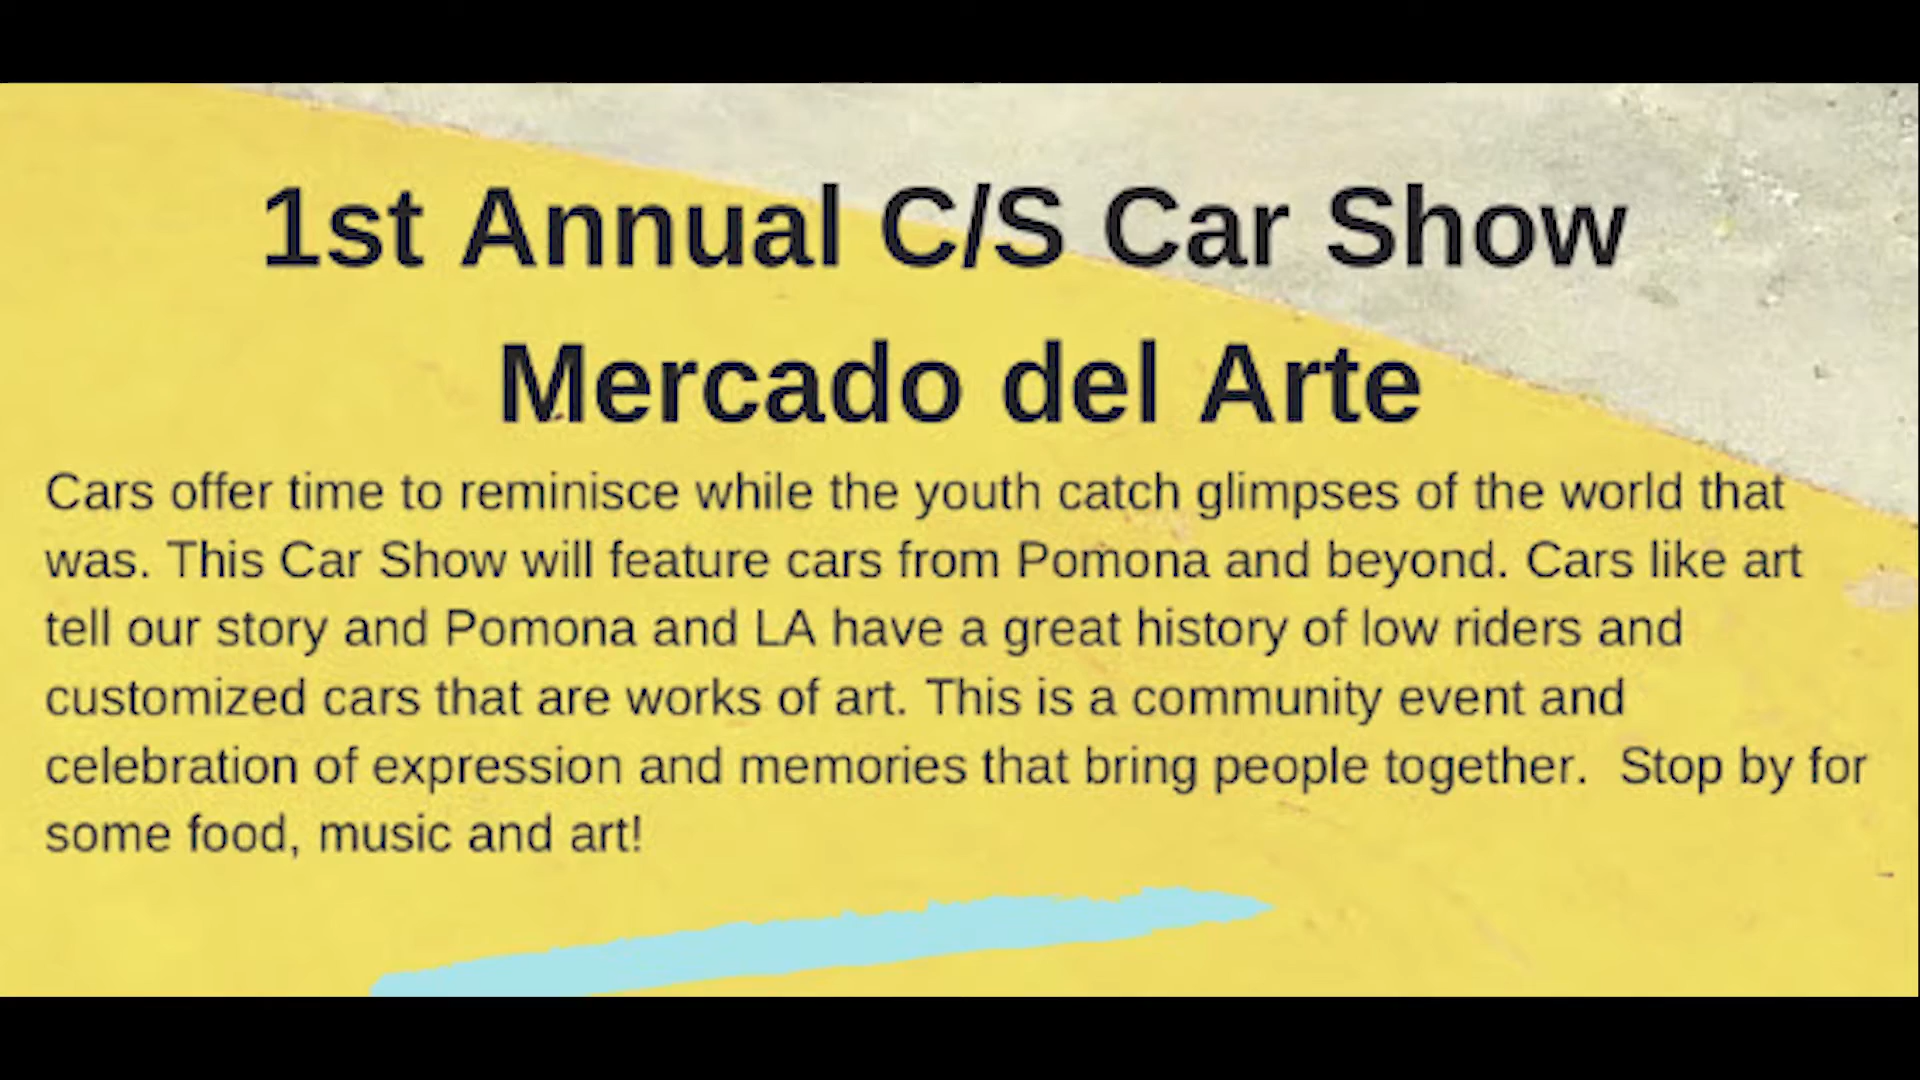 1st Annual C/S Car Show
Mercado del Arte
Cars offer time to reminisce while the youth catch glimpses of the world that
was. This Car Show will feature cars from Pomona and beyond. Cars like art
tell our story and Pomona and LA have a great history of low riders and
customized cars that are works of art. This is a community event and
celebration of expression and memories that bring people together.  Stop by for
some food, music and art!